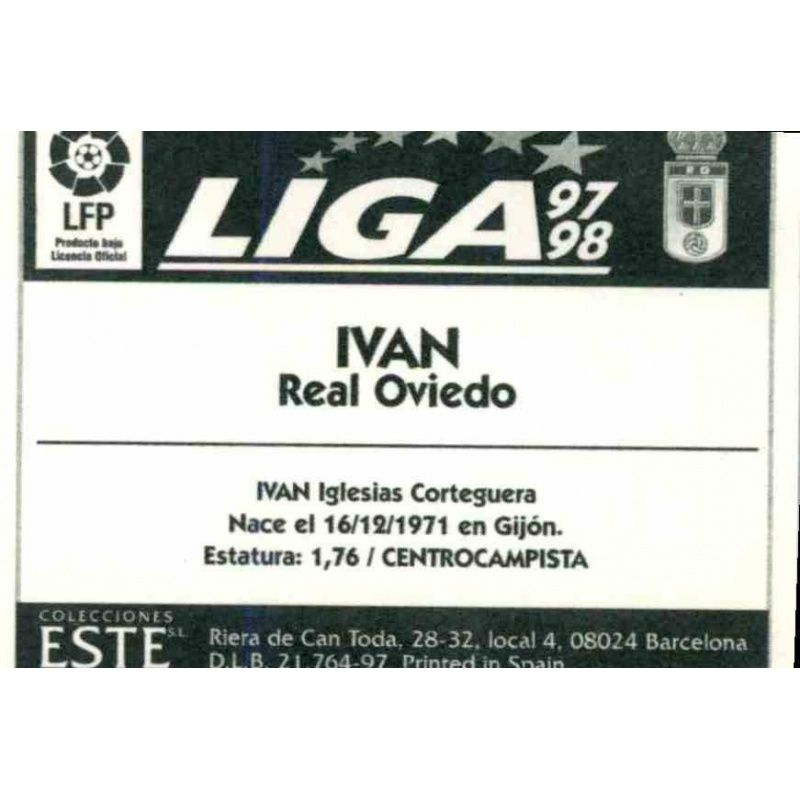 LFP
Producto bajo
Licencia Oficial
LIGA 97
98
IVAN
Real Oviedo
IVAN Iglesias Corteguera
Nace el 16/12/1971 en Gijón.
Estatura: 1,76 / CENTROCAMPISTA
COLECCIONES
ESTE S.L.
Riera de Can Toda, 28-32, local 4, 08024 Barcelona
D.L.B. 21.764-97. Printed in Spain